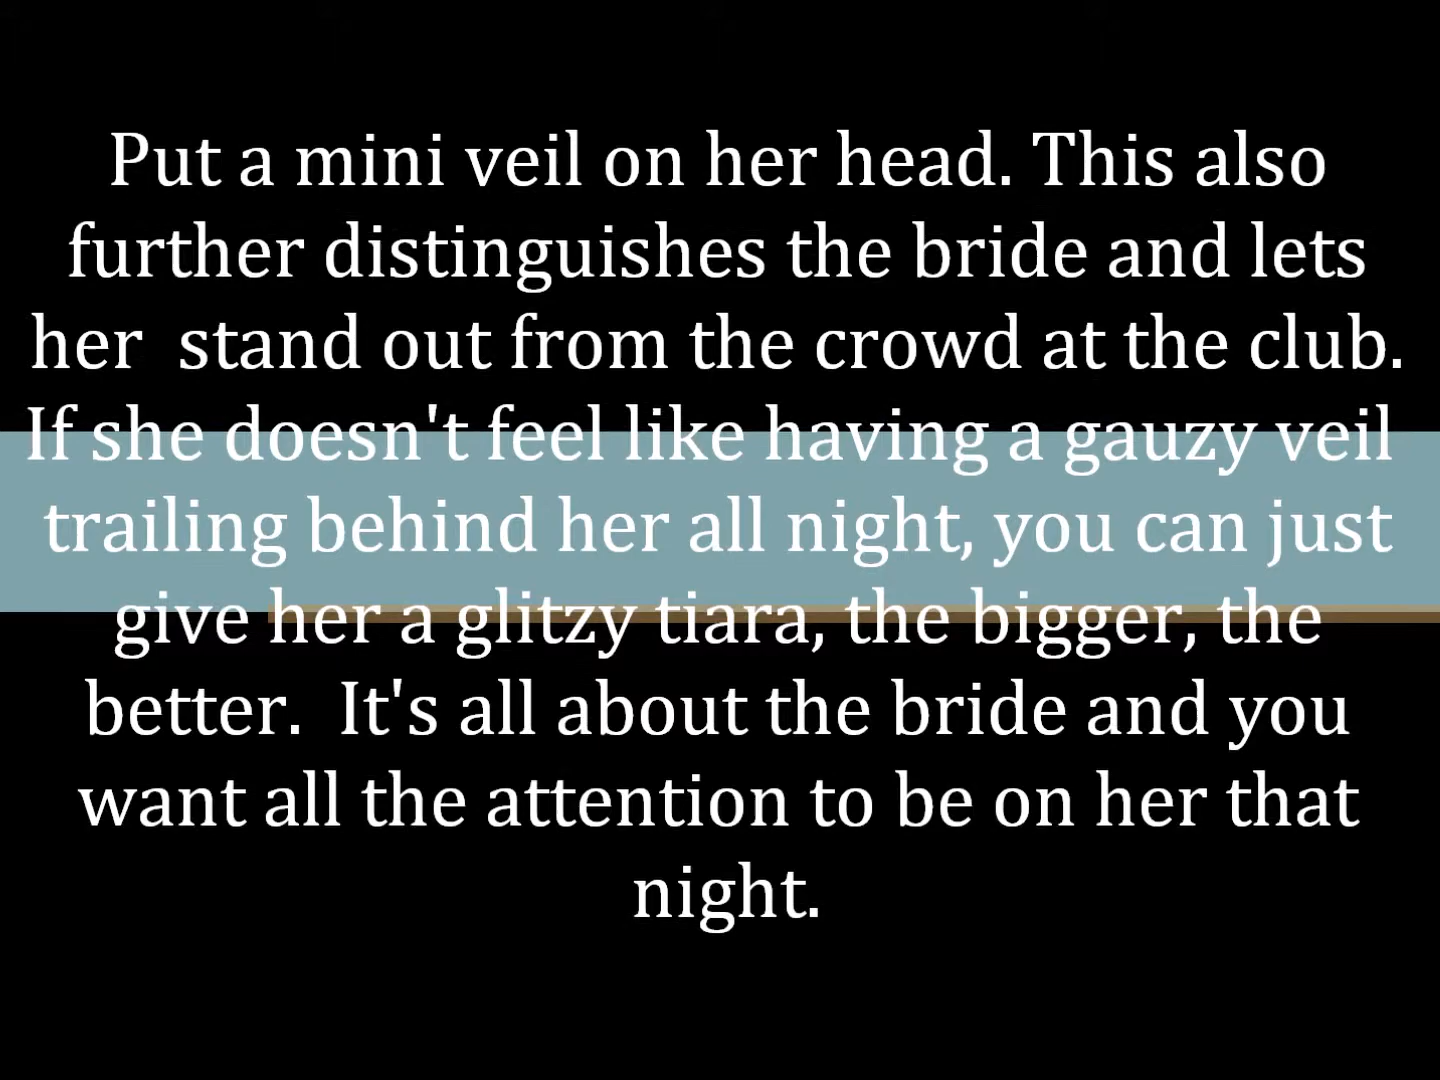 Put a mini veil on her head. This also
further distinguishes the bride and lets
her  stand out from the crowd at the club.
If she doesn't feel like having a gauzy veil
trailing behind her all night, you can just
give her a glitzy tiara, the bigger, the
better.  It's all about the bride and you
want all the attention to be on her that
night.